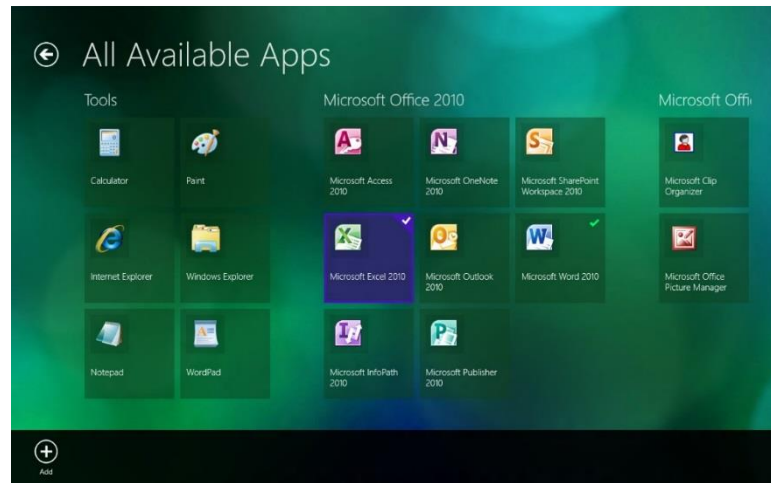 All Available Apps
Tools
Microsoft Office 2010
Microsoft Offi
Calculator
Paint
Microsoft Access
2010
Microsoft OneNote
2010
Microsoft SharePoint
Workspace 2010
Microsoft Clip
Organizer
Internet Explorer
Windows Explorer
Microsoft Excel 2010
Microsoft Outlook
2010
Microsoft Word 2010
Microsoft Office
Picture Manager
Notepad
WordPad
Microsoft InfoPath
2010
Microsoft Publisher
2010
Add